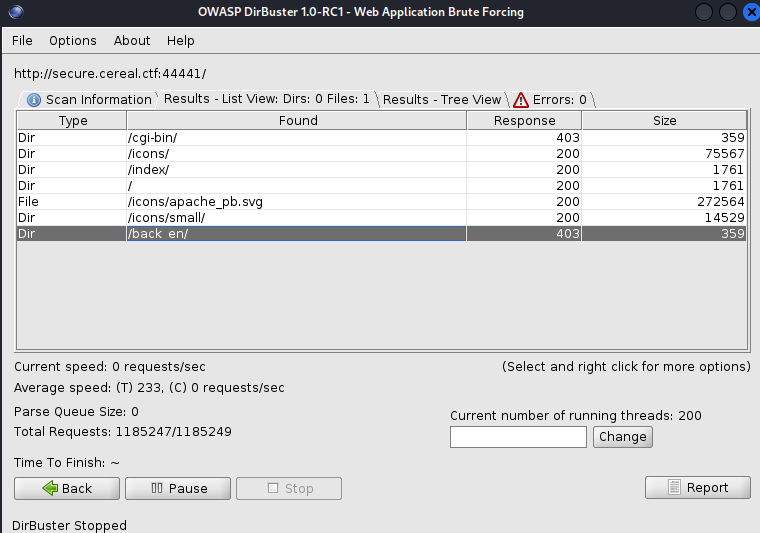 OWASP DirBuster 1.0-RC1 - Web Application Brute Forcing
File Options About Help
http://secure.cereal.ctf:44441/
Scan Information Results - List View: Dirs: 0 Files: 1 Results - Tree View Errors: 0
Type Found Response Size
Dir /cgi-bin/ 403 359
Dir /icons/ 200 75567
Dir /index/ 200 1761
Dir / 200 1761
File /icons/apache_pb.svg 200 272564
Dir /icons/small/ 200 14529
Dir /back_en/ 403 359
Current speed: 0 requests/sec (Select and right click for more options)
Average speed: (T) 233, (C) 0 requests/sec
Parse Queue Size: 0 Current number of running threads: 200
Total Requests: 1185247/1185249 Change
Time To Finish: ~
Back Pause Stop Report
DirBuster Stopped